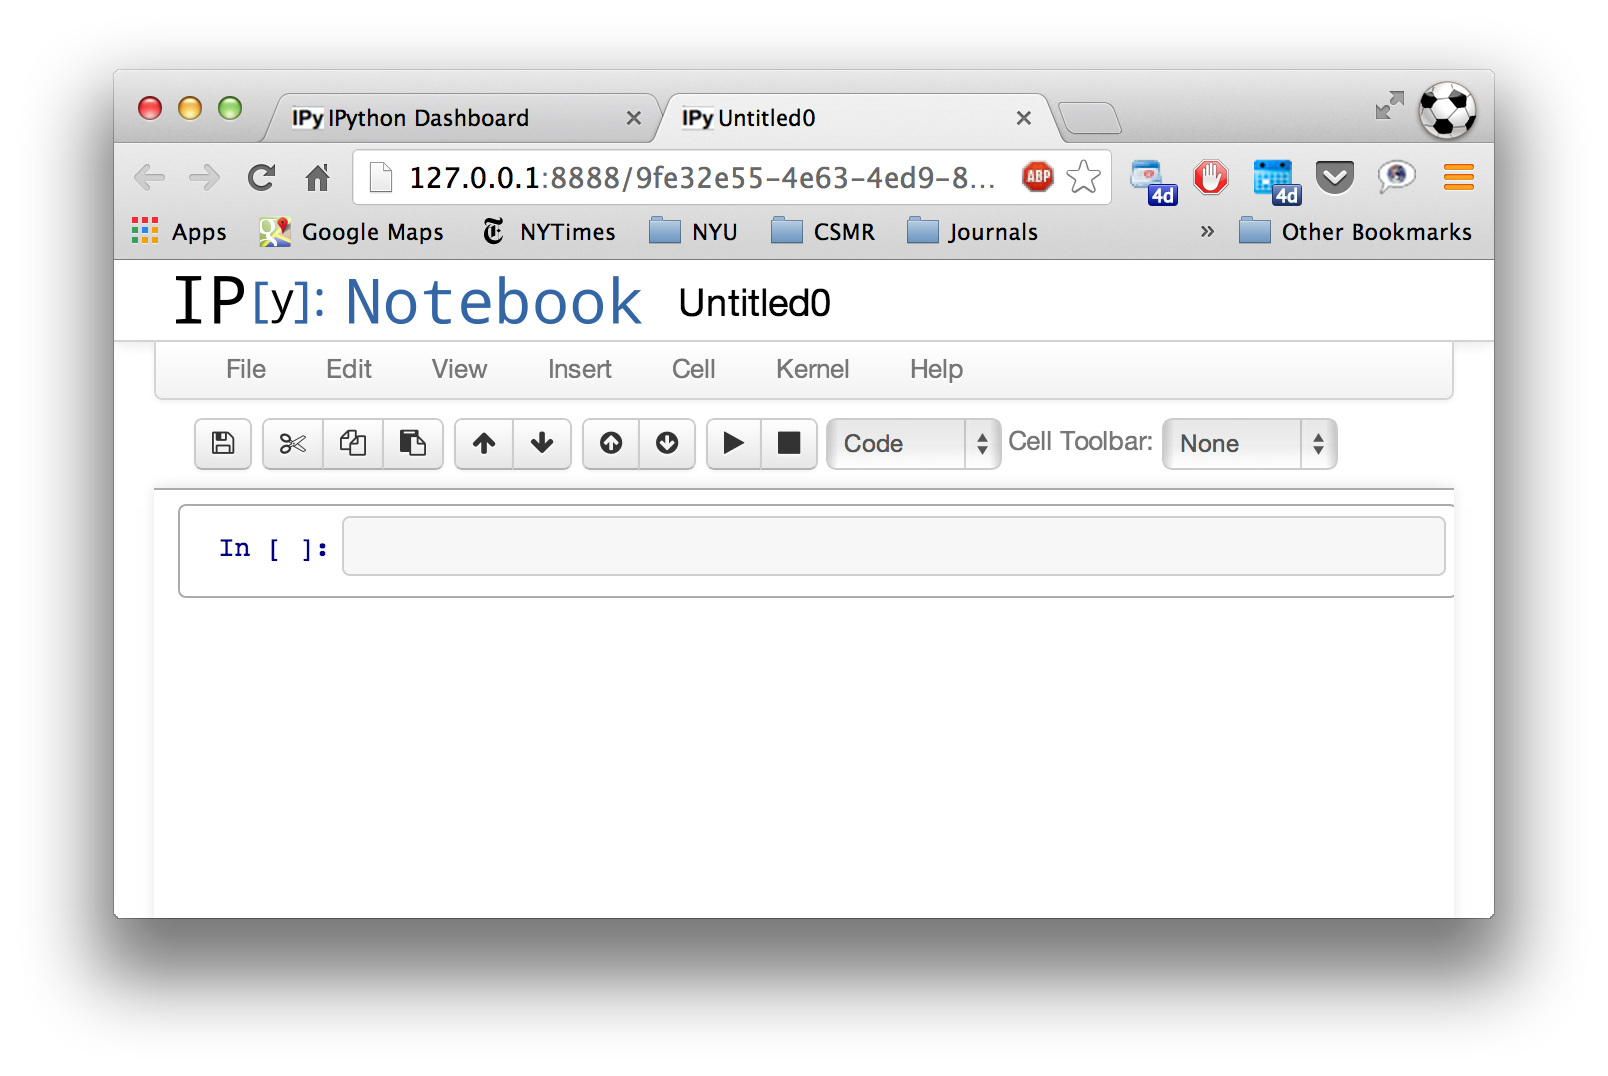 IPy IPython Dashboard IPy Untitled0
127.0.0.1:8888/9fe32e55-4e63-4ed9-8... ABP 4d 4d
Apps Google Maps NYTimes NYU CSMR Journals » Other Bookmarks
IP[y]: Notebook Untitled0
File Edit View Insert Cell Kernel Help
Code Cell Toolbar: None
In [ ]: